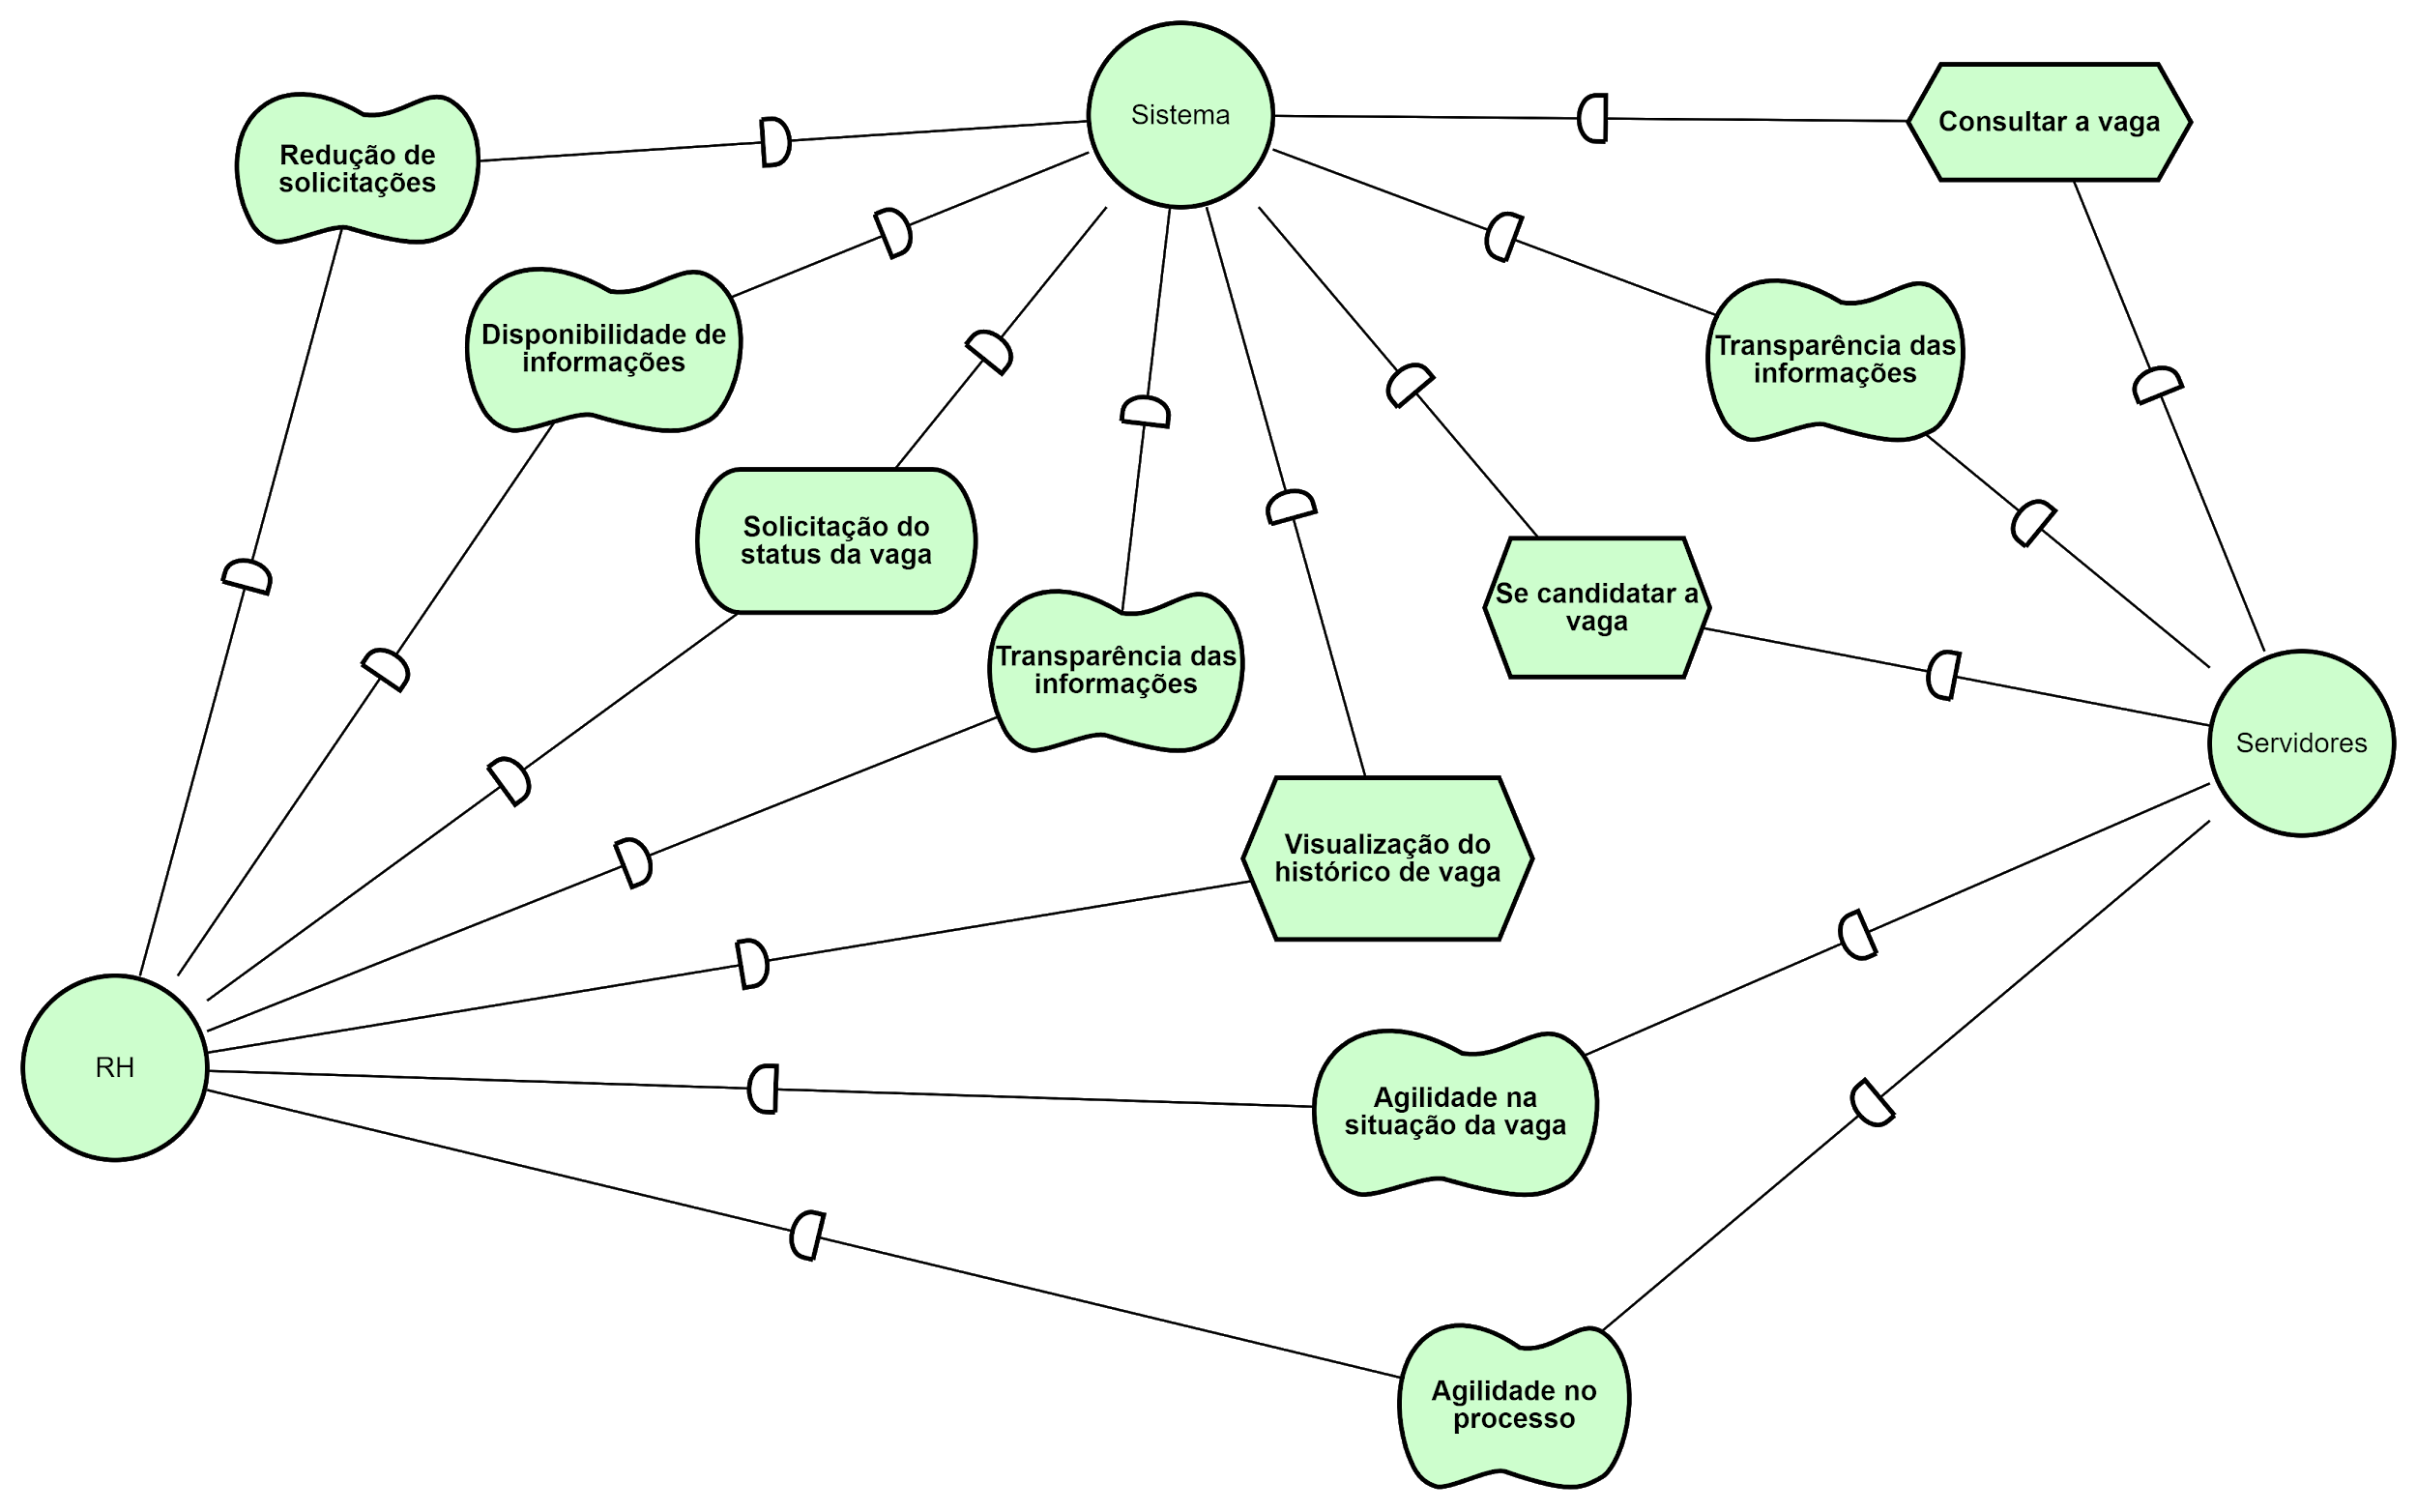 Sistema
Consultar a vaga
Redução de
solicitações
Disponibilidade de
informações
Transparência das
informações
Solicitação do
status da vaga
Se candidatar a
vaga
Transparência das
informações
Servidores
Visualização do
histórico de vaga
RH
Agilidade na
situação da vaga
Agilidade no
processo